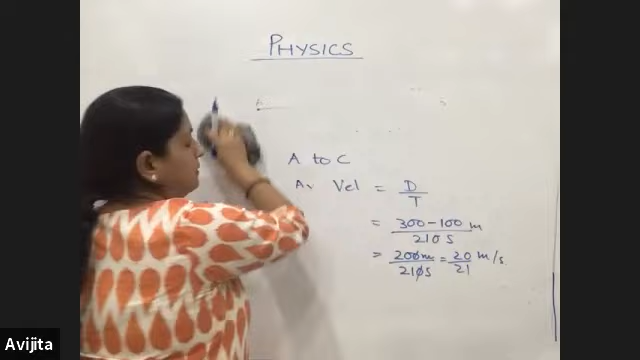 PHYSICS
A to C
Av Vel = D/T
= 300-100 m / 210 s
= 200m / 210s = 20/21 m/s
Avijita